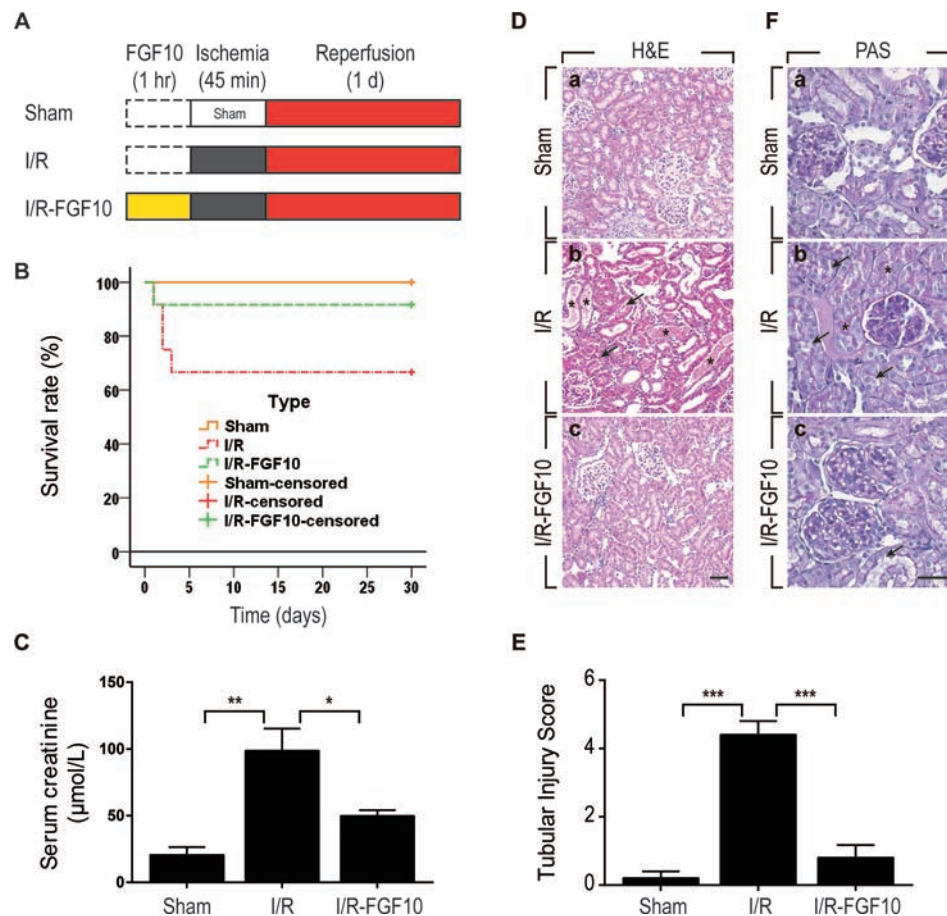 A
FGF10 Ischemia Reperfusion
(1 hr) (45 min) (1 d)
Sham
Sham
I/R
I/R-FGF10
B
Survival rate (%)
100
80
60
40
20
0
Type
Sham
I/R
I/R-FGF10
Sham-censored
I/R-censored
I/R-FGF10-censored
0 5 10 15 20 25 30
Time (days)
C
Serum creatinine
(µmol/L)
150
100
50
0
** *
Sham I/R I/R-FGF10
D
H&E
Sham
a
I/R
b
* * * *
I/R-FGF10
c
F
PAS
Sham
a
I/R
b
* *
I/R-FGF10
c
E
Tubular Injury Score
6
4
2
0
*** ***
Sham I/R I/R-FGF10